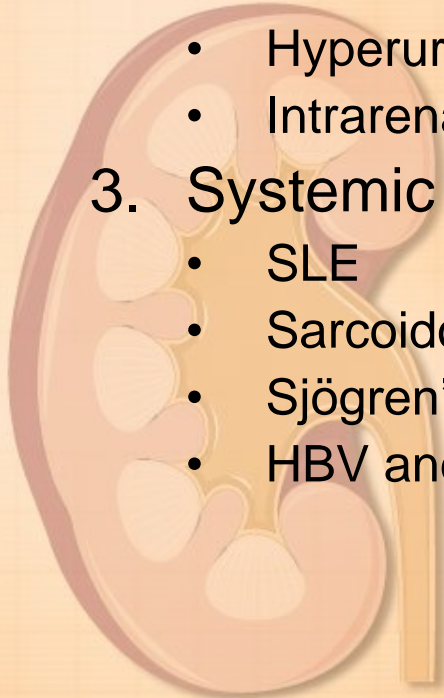 • Hyperur
• Intrarena
3. Systemic
• SLE
• Sarcoido
• Sjögren'
• HBV and